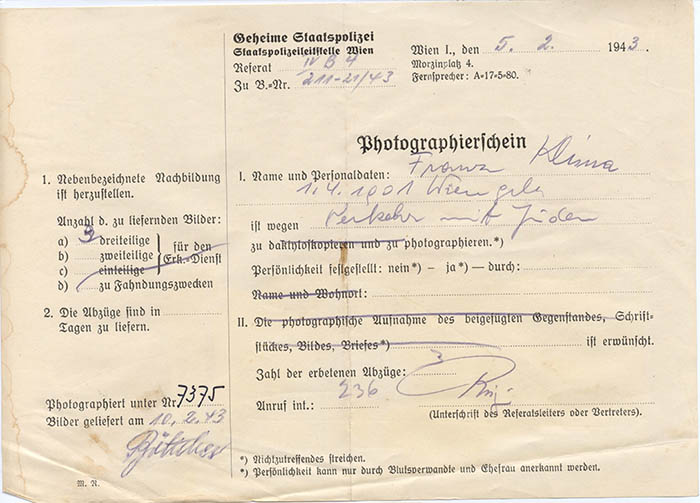 Geheime Staatspolizei
Staatspolizeileitstelle Wien
Referat IV B 4
Zu B.=Nr. 211-21/43
Wien I., den 5. 2. 1943.
Morzinplatz 4.
Fernsprecher: A=17=5=80.
Photographierschein
1. Nebenbezeichnete Nachbildung
ist herzustellen.
Anzahl d. zu liefernden Bilder:
a) 3 dreiteilige
b) zweiteilige
c) einteilige
für den
Erk.=Dienst
d) zu Fahndungszwecken
2. Die Abzüge sind in
Tagen zu liefern.
Photographiert unter Nr. 7375
Bilder geliefert am 10.2.43
M. R.
I. Name und Personaldaten: Franz Klima
1.4.1901 Wien
ist wegen Verkehr mit Juden
zu daktyloskopieren und zu photographieren.*)
Persönlichkeit festgestellt: nein*) – ja*) – durch:
Name und Wohnort:
II. Die photographische Aufnahme des beigefügten Gegenstandes, Schrift=
stückes, Bildes, Briefes*) ist erwünscht.
Zahl der erbetenen Abzüge: 3
Anruf int.: 236
(Unterschrift des Referatsleiters oder Vertreters).
*) Nichtzutreffendes streichen.
*) Persönlichkeit kann nur durch Blutsverwandte und Ehefrau anerkannt werden.